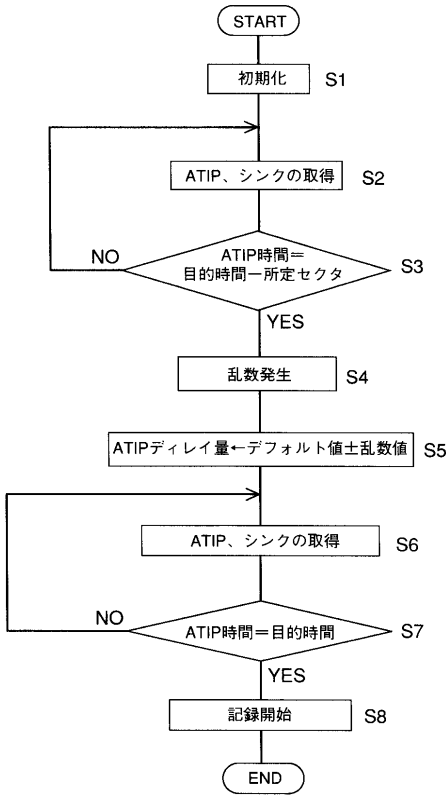 START
初期化 S1
ATIP、シンクの取得 S2
ATIP時間＝
目的時間ー所定セクタ S3
NO
YES
乱数発生 S4
ATIPディレイ量←デフォルト値±乱数値 S5
ATIP、シンクの取得 S6
NO
ATIP時間＝目的時間 S7
YES
記録開始 S8
END